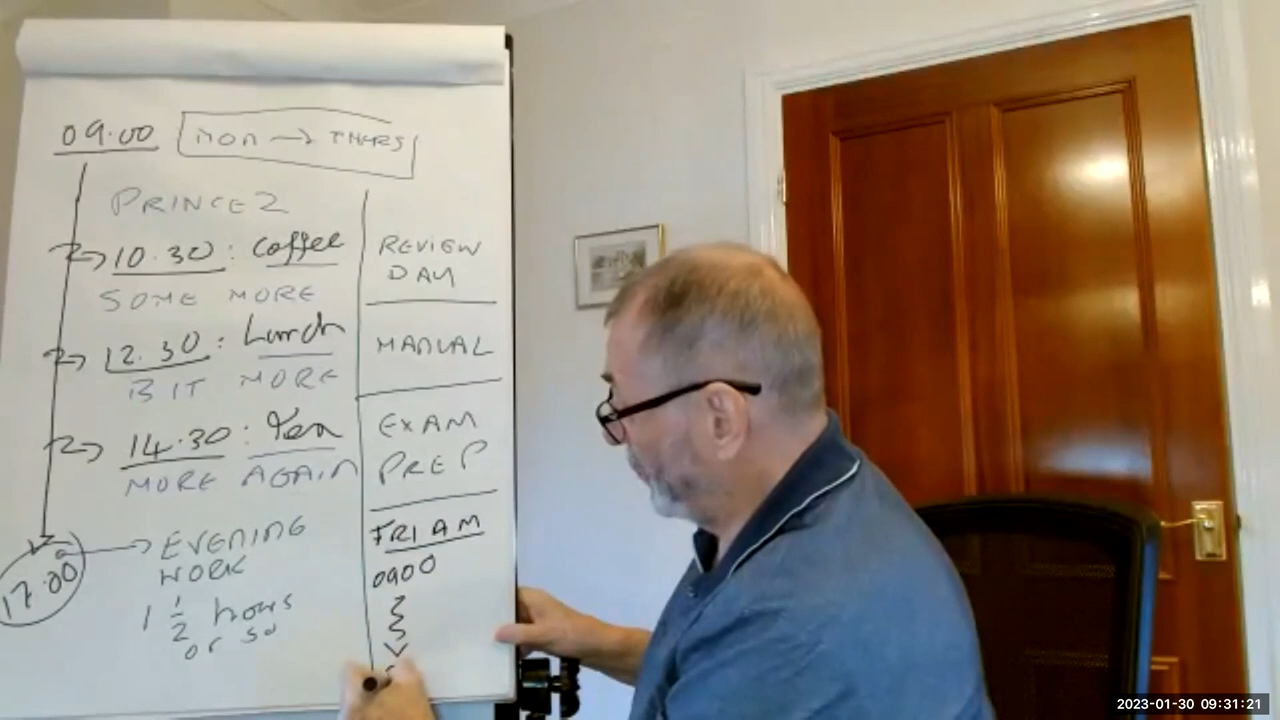 09.00 MON → THURS
PRINCE 2
10.30 : Coffee
SOME MORE
12.30 : Lunch
BIT MORE
14.30 : Tea
MORE AGAIN
17.00 → EVENING
WORK
1 1/2 hours
or so
REVIEW
DAY
MANUAL
EXAM
PREP
FRI AM
0900
2023-01-30 09:31:21